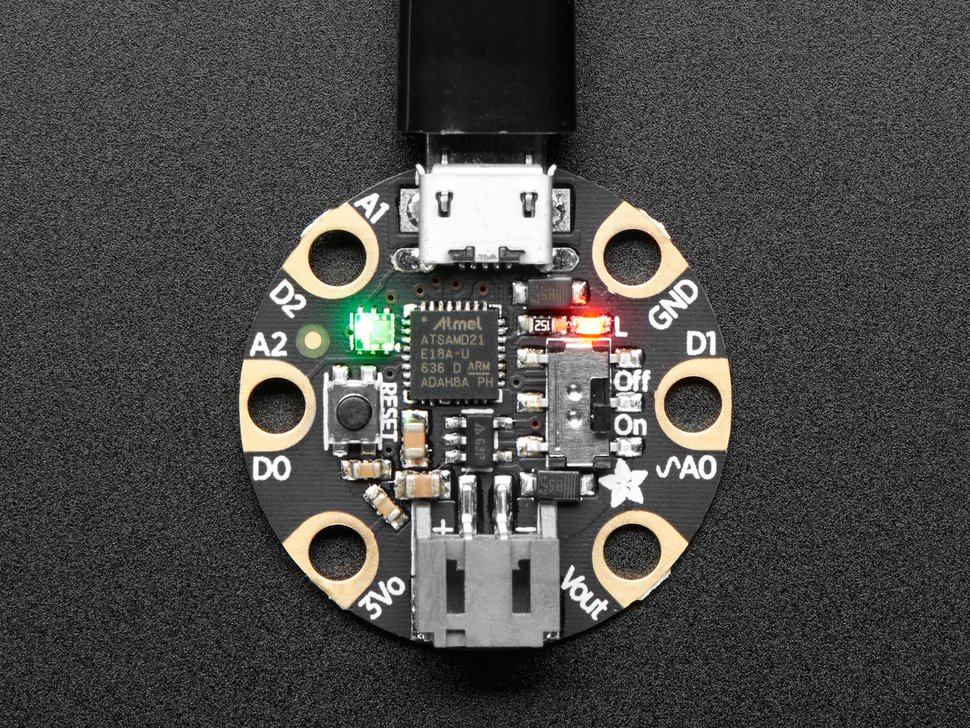 A1
D2
GND
A2
D1
Atmel
ATSAMD21
E18A-U
636 D ARM
ADAH8A PH
L
251
Off
On
RESET
D0
A0
+
-
3Vo
Vout